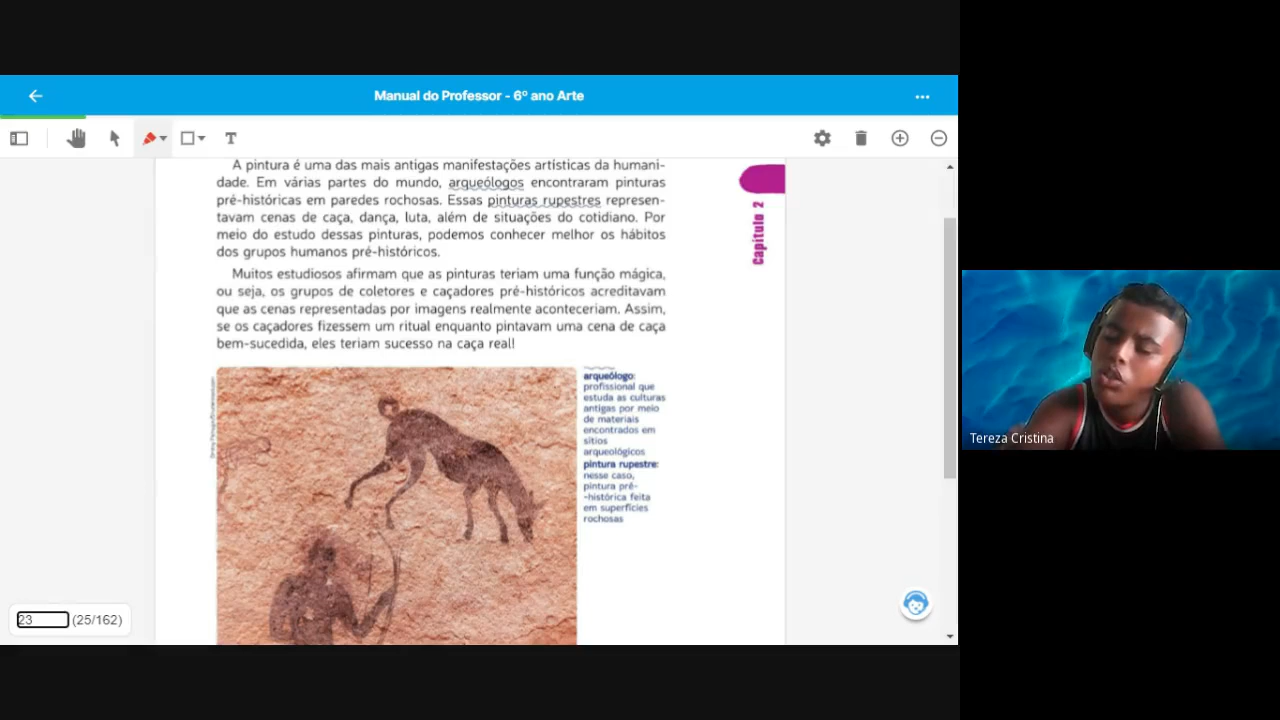 Manual do Professor - 6º ano Arte
T
A pintura é uma das mais antigas manifestações artísticas da humani-
dade. Em várias partes do mundo, arqueólogos encontraram pinturas
pré-históricas em paredes rochosas. Essas pinturas rupestres represen-
tavam cenas de caça, dança, luta, além de situações do cotidiano. Por
meio do estudo dessas pinturas, podemos conhecer melhor os hábitos
dos grupos humanos pré-históricos.
Muitos estudiosos afirmam que as pinturas teriam uma função mágica,
ou seja, os grupos de coletores e caçadores pré-históricos acreditavam
que as cenas representadas por imagens realmente aconteceriam. Assim,
se os caçadores fizessem um ritual enquanto pintavam uma cena de caça
bem-sucedida, eles teriam sucesso na caça real!
Capítulo 2
arqueólogo:
profissional que
estuda as culturas
antigas por meio
de materiais
encontrados em
sítios
arqueológicos
pintura rupestre:
nesse caso,
pintura pré-
-histórica feita
em superfícies
rochosas
23 (25/162)
Tereza Cristina